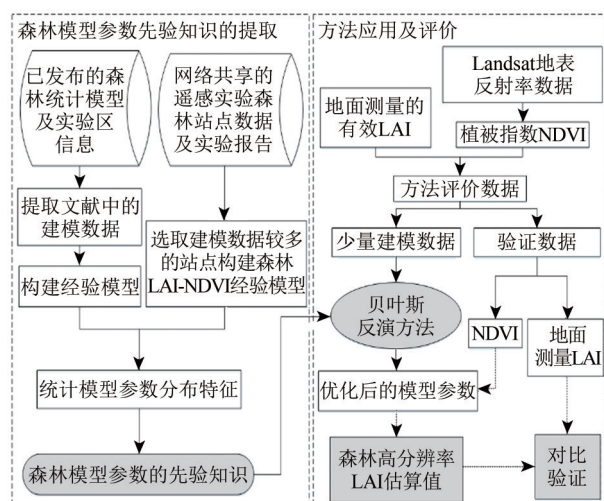 森林模型参数先验知识的提取
已发布的森
林统计模型
及实验区
信息
网络共享的
遥感实验森
林站点数据
及实验报告
提取文献中的
建模数据
选取建模数据较多
的站点构建森林
LAI-NDVI经验模型
构建经验模型
统计模型参数分布特征
森林模型参数的先验知识
方法应用及评价
Landsat地表
反射率数据
地面测量的
有效LAI
植被指数NDVI
方法评价数据
少量建模数据
验证数据
贝叶斯
反演方法
NDVI
地面
测量LAI
优化后的模型参数
森林高分辨率
LAI估算值
对比
验证